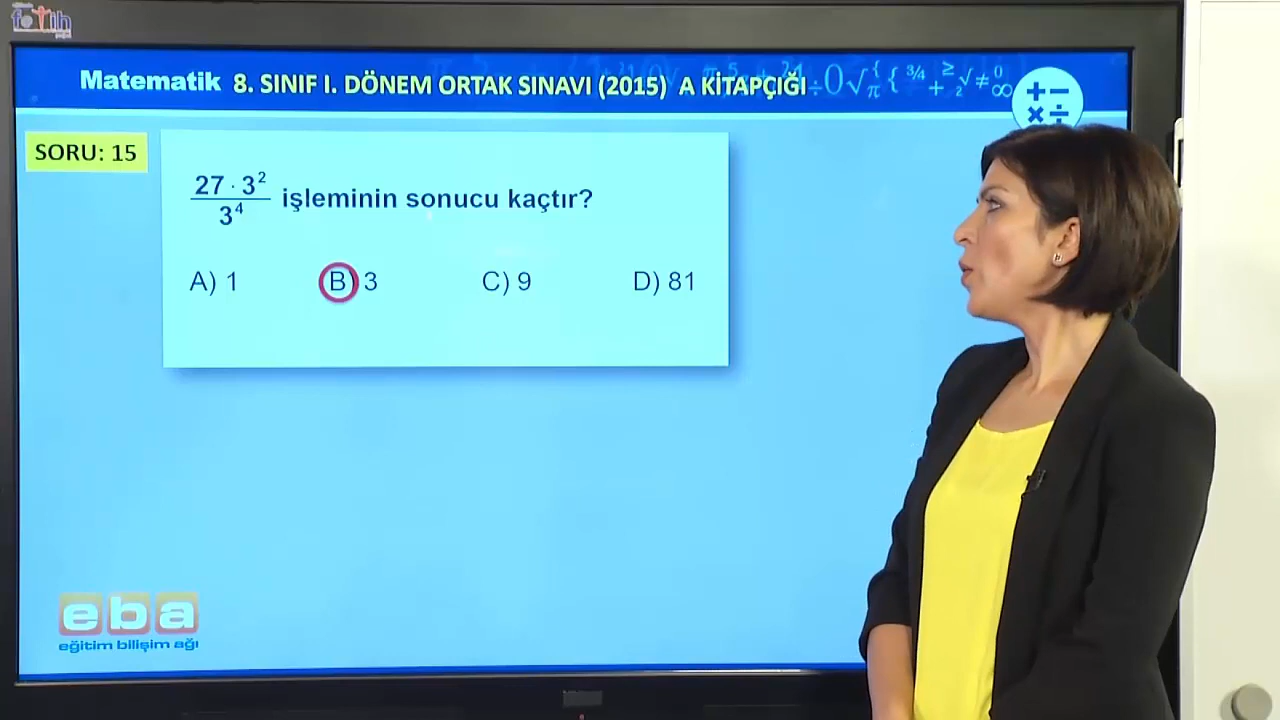 fatih
Matematik 8. SINIF I. DÖNEM ORTAK SINAVI (2015) A KİTAPÇIĞI
SORU: 15
27 · 3²
3⁴
işleminin sonucu kaçtır?
A) 1 B) 3 C) 9 D) 81
eba
eğitim bilişim ağı